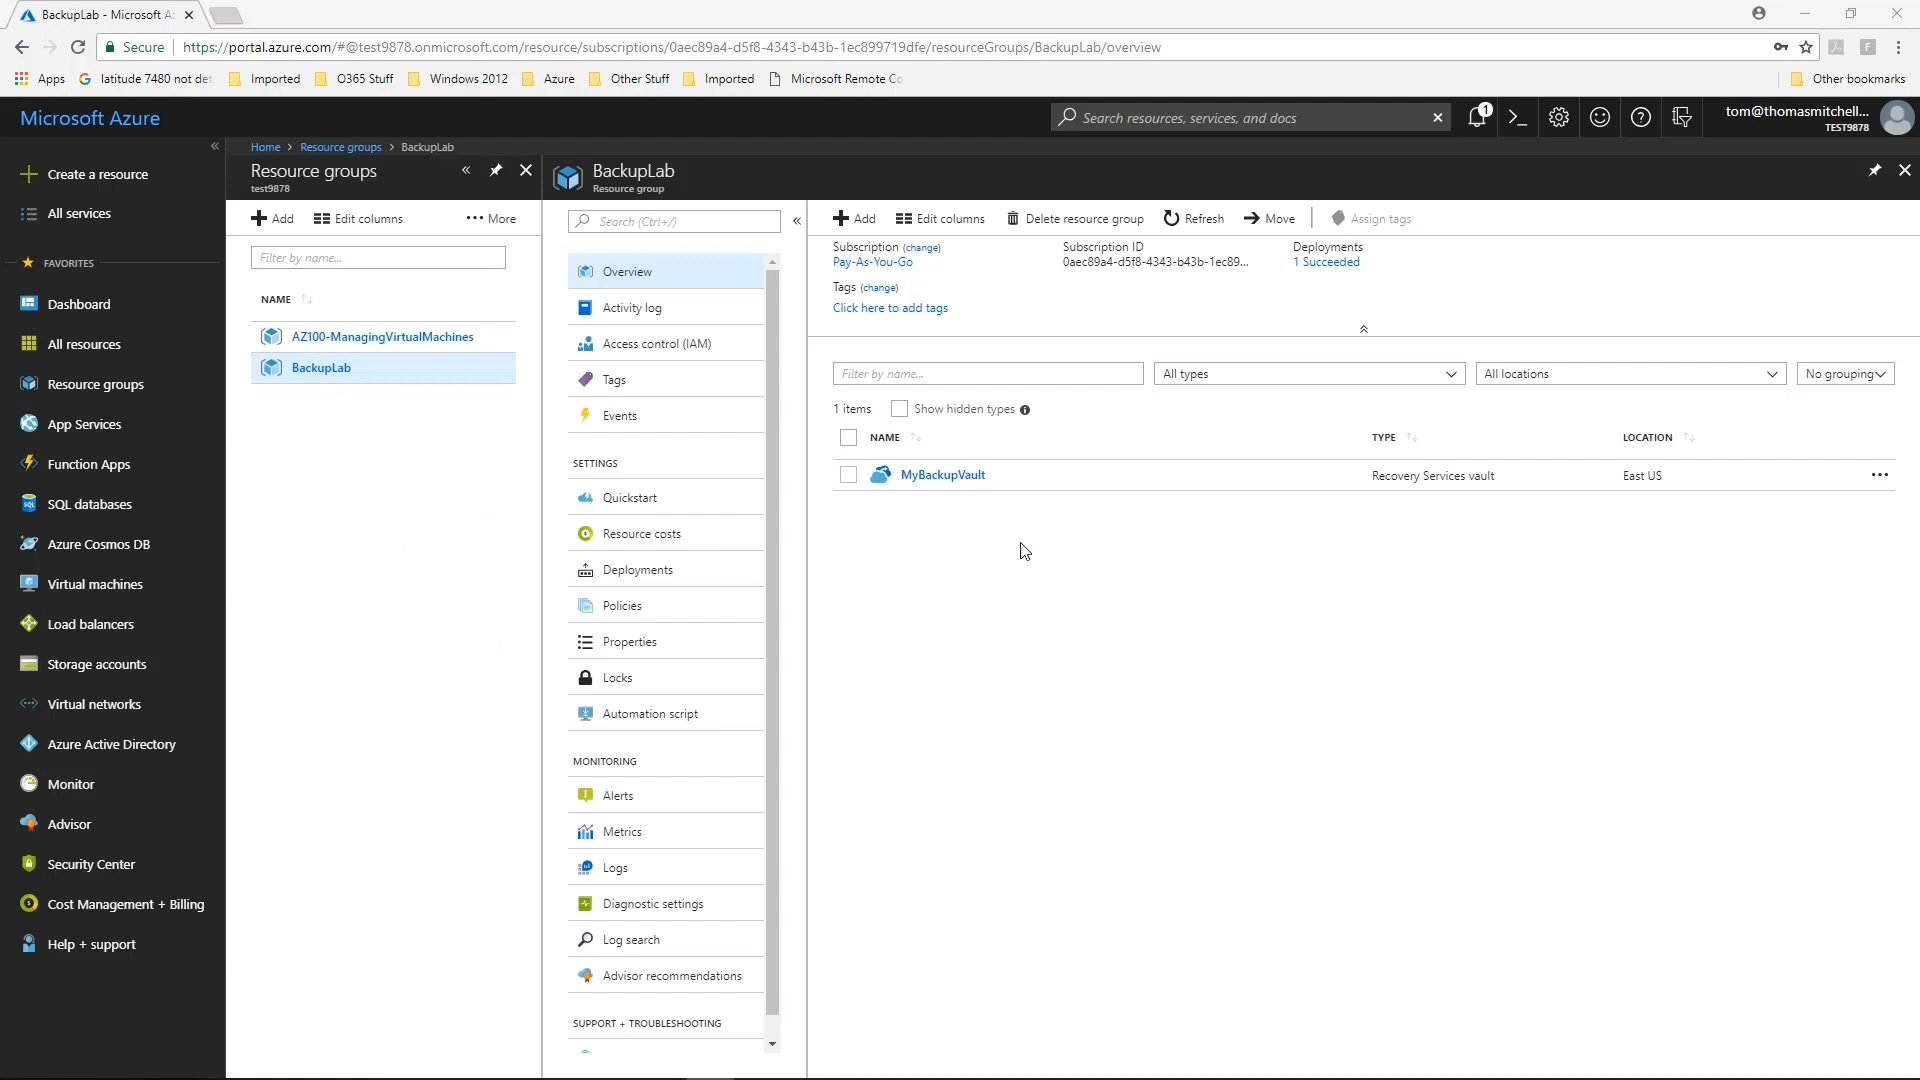 BackupLab - Microsoft A
Secure
https://portal.azure.com/#@test9878.onmicrosoft.com/resource/subscriptions/0aec89a4-d5f8-4343-b43b-1ec899719dfe/resourceGroups/BackupLab/overview
Apps
latitude 7480 not det
Imported
O365 Stuff
Windows 2012
Azure
Other Stuff
Imported
Microsoft Remote Co
Other bookmarks
Microsoft Azure
Search resources, services, and docs
1
tom@thomasmitchell...
TEST9878
Create a resource
All services
FAVORITES
Dashboard
All resources
Resource groups
App Services
Function Apps
SQL databases
Azure Cosmos DB
Virtual machines
Load balancers
Storage accounts
Virtual networks
Azure Active Directory
Monitor
Advisor
Security Center
Cost Management + Billing
Help + support
Home > Resource groups > BackupLab
Resource groups
test9878
Add
Edit columns
More
Filter by name...
NAME
AZ100-ManagingVirtualMachines
BackupLab
BackupLab
Resource group
Search (Ctrl+/)
Overview
Activity log
Access control (IAM)
Tags
Events
SETTINGS
Quickstart
Resource costs
Deployments
Policies
Properties
Locks
Automation script
MONITORING
Alerts
Metrics
Logs
Diagnostic settings
Log search
Advisor recommendations
SUPPORT + TROUBLESHOOTING
Add
Edit columns
Delete resource group
Refresh
Move
Assign tags
Subscription (change)
Pay-As-You-Go
Subscription ID
0aec89a4-d5f8-4343-b43b-1ec89...
Deployments
1 Succeeded
Tags (change)
Click here to add tags
Filter by name...
All types
All locations
No grouping
1 items
Show hidden types
NAME
TYPE
LOCATION
MyBackupVault
Recovery Services vault
East US